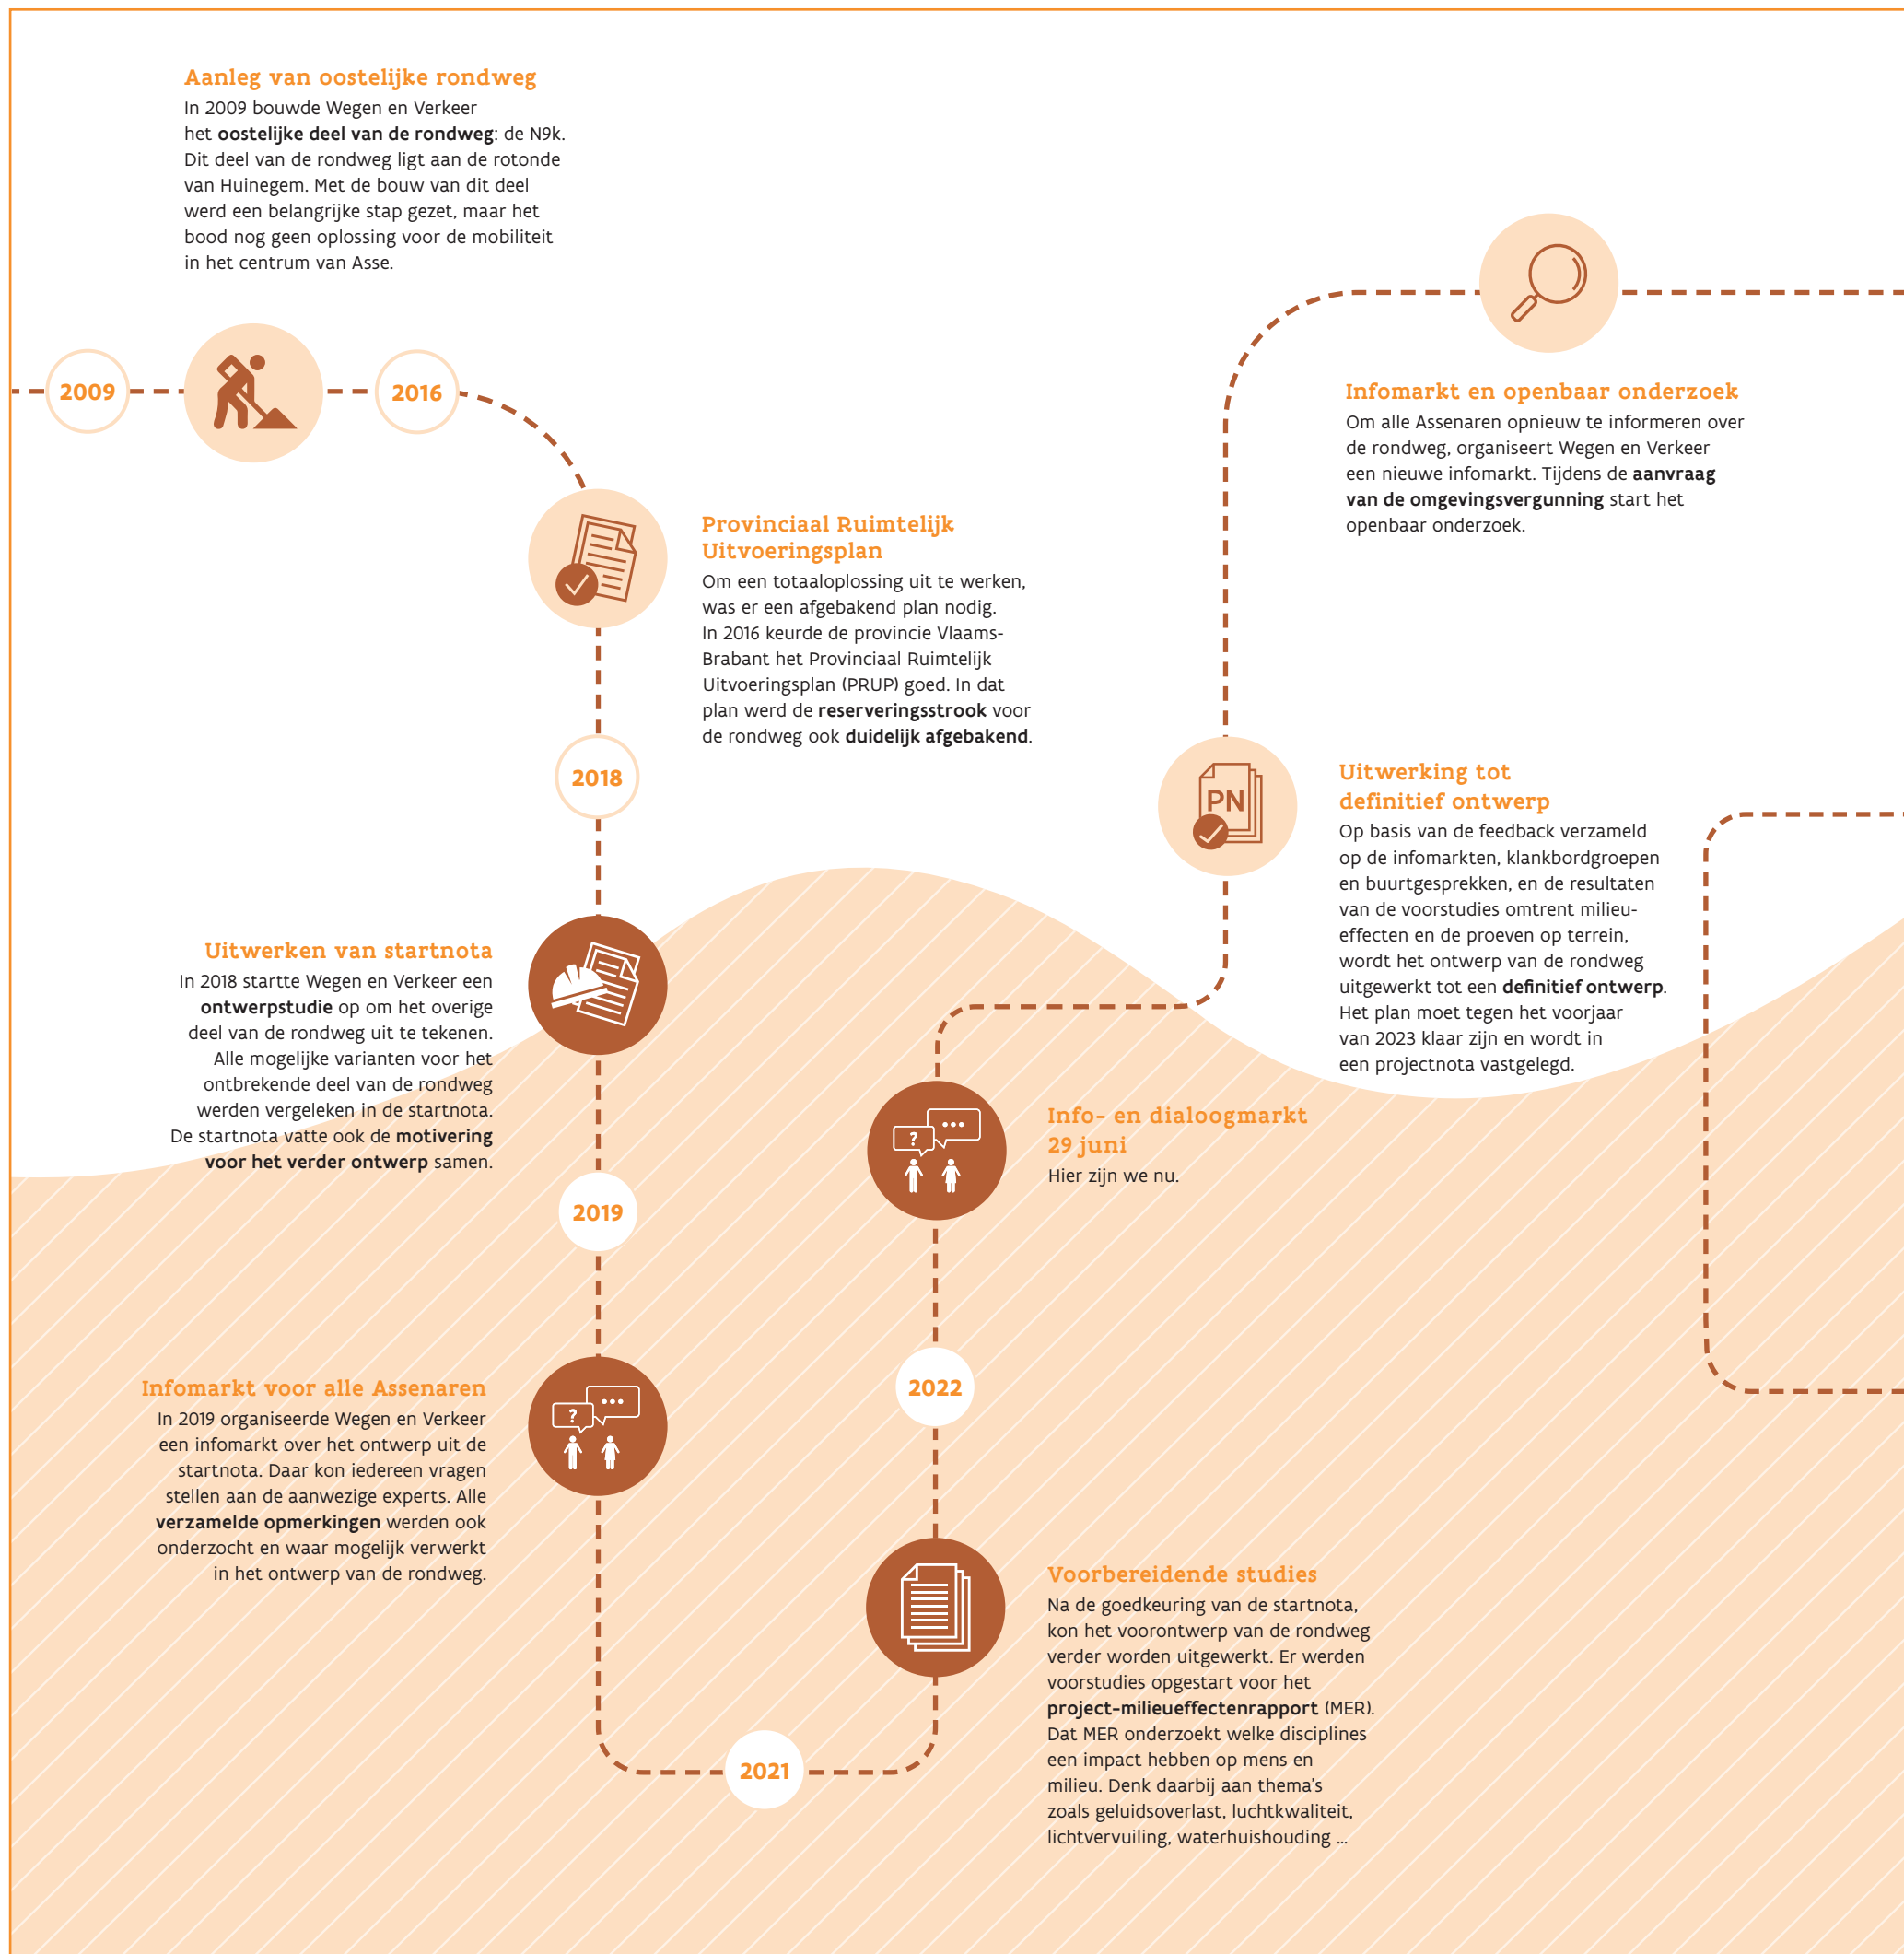 Aanleg van oostelijke rondweg
In 2009 bouwde Wegen en Verkeer
het oostelijke deel van de rondweg: de N9k.
Dit deel van de rondweg ligt aan de rotonde
van Huinegem. Met de bouw van dit deel
werd een belangrijke stap gezet, maar het
bood nog geen oplossing voor de mobiliteit
in het centrum van Asse.
2009
2016
Provinciaal Ruimtelijk
Uitvoeringsplan
Om een totaaloplossing uit te werken,
was er een afgebakend plan nodig.
In 2016 keurde de provincie Vlaams-
Brabant het Provinciaal Ruimtelijk
Uitvoeringsplan (PRUP) goed. In dat
plan werd de reserveringsstrook voor
de rondweg ook duidelijk afgebakend.
2018
Uitwerken van startnota
In 2018 startte Wegen en Verkeer een
ontwerpstudie op om het overige
deel van de rondweg uit te tekenen.
Alle mogelijke varianten voor het
ontbrekende deel van de rondweg
werden vergeleken in de startnota.
De startnota vatte ook de motivering
voor het verder ontwerp samen.
2019
Infomarkt voor alle Assenaren
In 2019 organiseerde Wegen en Verkeer
een infomarkt over het ontwerp uit de
startnota. Daar kon iedereen vragen
stellen aan de aanwezige experts. Alle
verzamelde opmerkingen werden ook
onderzocht en waar mogelijk verwerkt
in het ontwerp van de rondweg.
?
2021
Voorbereidende studies
Na de goedkeuring van de startnota,
kon het voorontwerp van de rondweg
verder worden uitgewerkt. Er werden
voorstudies opgestart voor het
project-milieueffectenrapport (MER).
Dat MER onderzoekt welke disciplines
een impact hebben op mens en
milieu. Denk daarbij aan thema's
zoals geluidsoverlast, luchtkwaliteit,
lichtvervuiling, waterhuishouding …
2022
Info- en dialoogmarkt
29 juni
Hier zijn we nu.
?
PN
Uitwerking tot
definitief ontwerp
Op basis van de feedback verzameld
op de infomarkten, klankbordgroepen
en buurtgesprekken, en de resultaten
van de voorstudies omtrent milieu-
effecten en de proeven op terrein,
wordt het ontwerp van de rondweg
uitgewerkt tot een definitief ontwerp.
Het plan moet tegen het voorjaar
van 2023 klaar zijn en wordt in
een projectnota vastgelegd.
Infomarkt en openbaar onderzoek
Om alle Assenaren opnieuw te informeren over
de rondweg, organiseert Wegen en Verkeer
een nieuwe infomarkt. Tijdens de aanvraag
van de omgevingsvergunning start het
openbaar onderzoek.